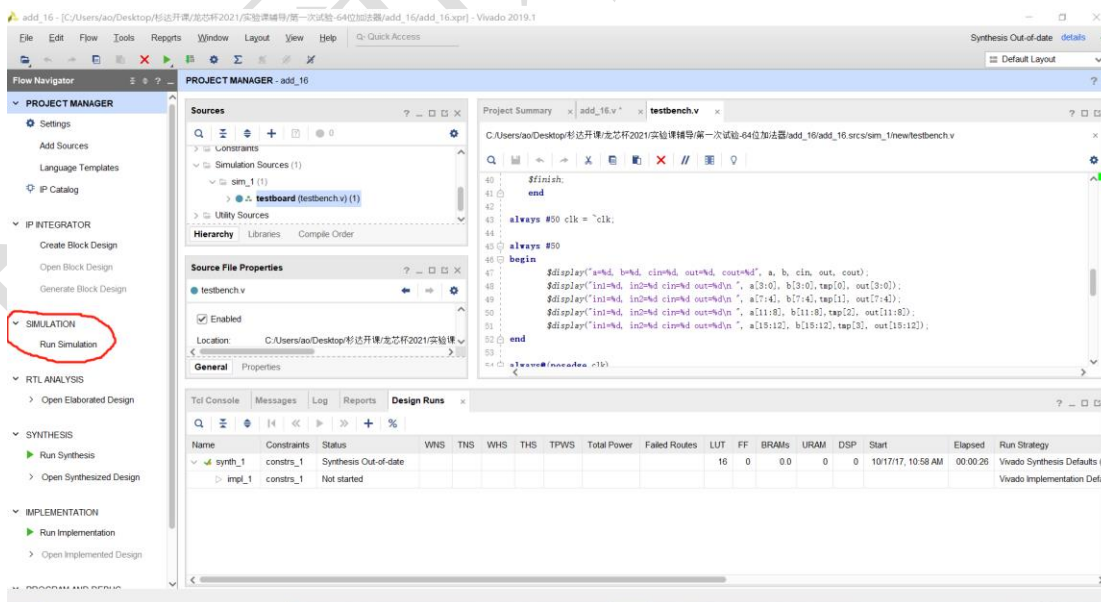 add_16 - [C:/Users/ao/Desktop/杉达开课/龙芯杯2021/实验课辅导/第一次试验-64位加法器/add_16/add_16.xpr] - Vivado 2019.1
File Edit Flow Tools Reports Window Layout View Help Q- Quick Access
Synthesis Out-of-date details
Default Layout
Flow Navigator
PROJECT MANAGER
Settings
Add Sources
Language Templates
IP Catalog
IP INTEGRATOR
Create Block Design
Open Block Design
Generate Block Design
SIMULATION
Run Simulation
RTL ANALYSIS
Open Elaborated Design
SYNTHESIS
Run Synthesis
Open Synthesized Design
IMPLEMENTATION
Run Implementation
Open Implemented Design
PROJECT MANAGER - add_16
Sources
0
Constraints
Simulation Sources (1)
sim_1 (1)
testboard (testbench.v) (1)
Utility Sources
Hierarchy Libraries Compile Order
Source File Properties
testbench.v
Enabled
Location: C:/Users/ao/Desktop/杉达开课/龙芯杯2021/实验课
General Properties
Project Summary add_16.v * testbench.v
C:/Users/ao/Desktop/杉达开课/龙芯杯2021/实验课辅导/第一次试验-64位加法器/add_16/add_16.srcs/sim_1/new/testbench.v
40 $finish;
41 end
42
43 always #50 clk = ~clk;
44
45 always #50
46 begin
47 $display("a=%d, b=%d, cin=%d, out=%d, cout=%d", a, b, cin, out, cout);
48 $display("in1=%d, in2=%d cin=%d out=%d\n ", a[3:0], b[3:0],tmp[0], out[3:0]);
49 $display("in1=%d, in2=%d cin=%d out=%d\n ", a[7:4], b[7:4],tmp[1], out[7:4]);
50 $display("in1=%d, in2=%d cin=%d out=%d\n ", a[11:8], b[11:8],tmp[2], out[11:8]);
51 $display("in1=%d, in2=%d cin=%d out=%d\n ", a[15:12], b[15:12],tmp[3], out[15:12]);
52 end
53
54 always@(posedge clk)
Tcl Console Messages Log Reports Design Runs
Name Constraints Status WNS TNS WHS THS TPWS Total Power Failed Routes LUT FF BRAMs URAM DSP Start Elapsed Run Strategy
synth_1 constrs_1 Synthesis Out-of-date 16 0 0.0 0 0 10/17/17, 10:58 AM 00:00:26 Vivado Synthesis Defaults (
impl_1 constrs_1 Not started Vivado Implementation Defa